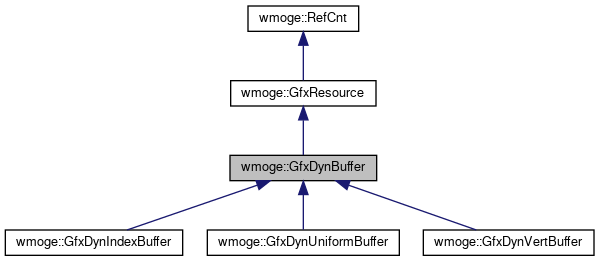 wmoge::RefCnt
wmoge::GfxResource
wmoge::GfxDynBuffer
wmoge::GfxDynIndexBuffer
wmoge::GfxDynUniformBuffer
wmoge::GfxDynVertBuffer